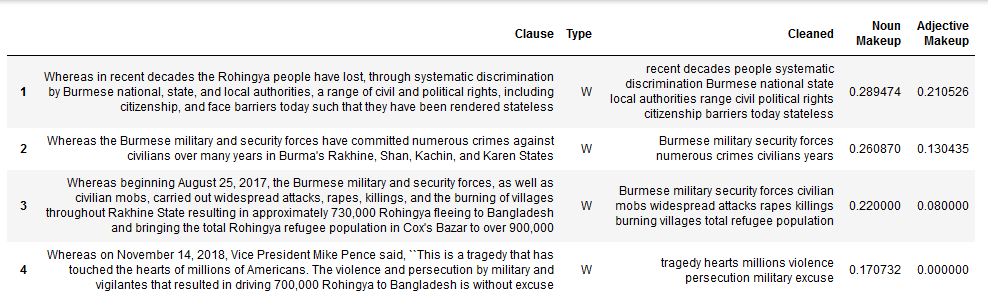 Clause Type Cleaned Noun Makeup Adjective Makeup
1 Whereas in recent decades the Rohingya people have lost, through systematic discrimination
by Burmese national, state, and local authorities, a range of civil and political rights, including
citizenship, and face barriers today such that they have been rendered stateless
W
recent decades people systematic
discrimination Burmese national state
local authorities range civil political rights
citizenship barriers today stateless
0.289474 0.210526
2 Whereas the Burmese military and security forces have committed numerous crimes against
civilians over many years in Burma's Rakhine, Shan, Kachin, and Karen States
W
Burmese military security forces
numerous crimes civilians years
0.260870 0.130435
3 Whereas beginning August 25, 2017, the Burmese military and security forces, as well as
civilian mobs, carried out widespread attacks, rapes, killings, and the burning of villages
throughout Rakhine State resulting in approximately 730,000 Rohingya fleeing to Bangladesh
and bringing the total Rohingya refugee population in Cox's Bazar to over 900,000
W
Burmese military security forces civilian
mobs widespread attacks rapes killings
burning villages total refugee population
0.220000 0.080000
4 Whereas on November 14, 2018, Vice President Mike Pence said, ``This is a tragedy that has
touched the hearts of millions of Americans. The violence and persecution by military and
vigilantes that resulted in driving 700,000 Rohingya to Bangladesh is without excuse
W
tragedy hearts millions violence
persecution military excuse
0.170732 0.000000